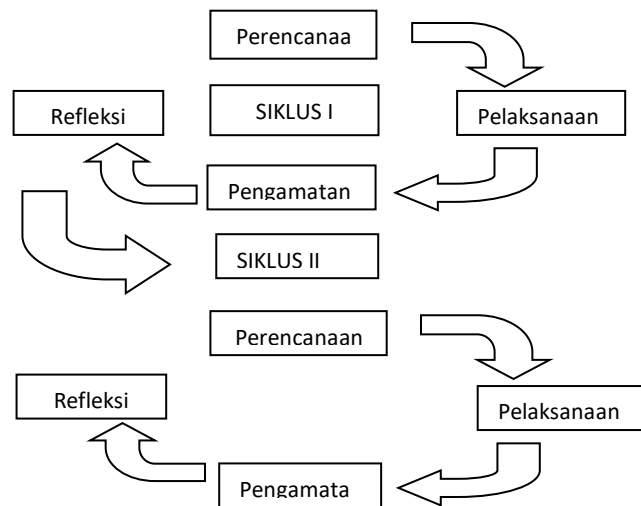 Perencanaa
Refleksi
SIKLUS I
Pelaksanaan
Pengamatan
SIKLUS II
Perencanaan
Refleksi
Pelaksanaan
Pengamata